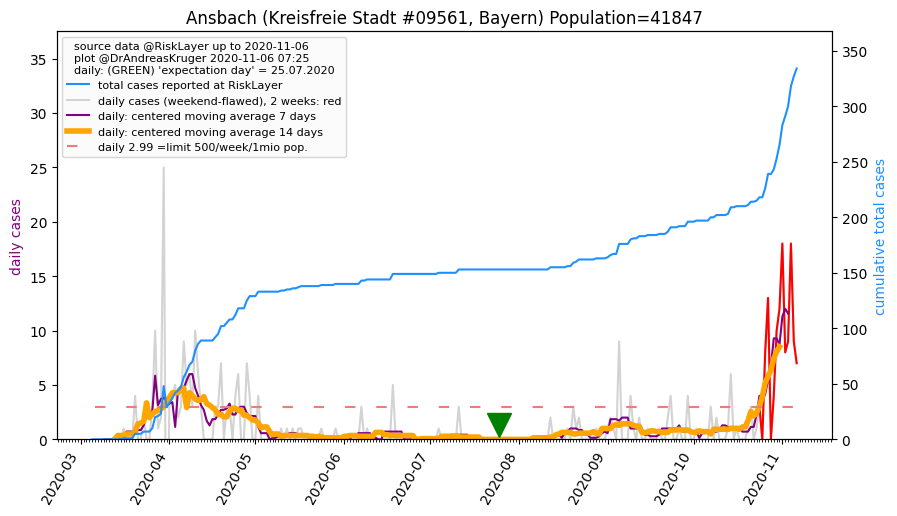 Ansbach (Kreisfreie Stadt #09561, Bayern) Population=41847
source data @RiskLayer up to 2020-11-06
plot @DrAndreasKruger 2020-11-06 07:25
daily: (GREEN) 'expectation day' = 25.07.2020
total cases reported at RiskLayer
daily cases (weekend-flawed), 2 weeks: red
daily: centered moving average 7 days
daily: centered moving average 14 days
daily 2.99 =limit 500/week/1mio pop.
daily cases
35
30
25
20
15
10
5
0
cumulative total cases
350
300
250
200
150
100
50
0
2020-03
2020-04
2020-05
2020-06
2020-07
2020-08
2020-09
2020-10
2020-11